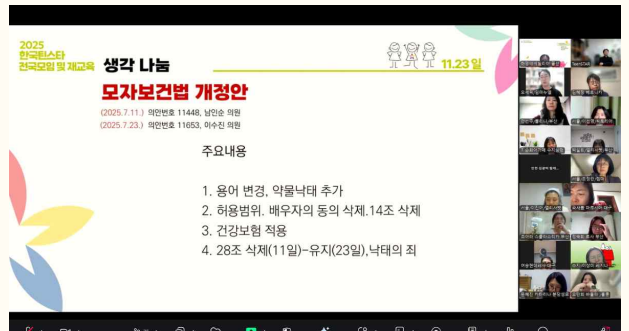 2025
한국틴스타
전국모임 및 재교육
생각 나눔
11.23 일
모자보건법 개정안
(2025.7.11.) 의안번호 11448, 남인순 의원
(2025.7.23.) 의안번호 11653, 이수진 의원
주요내용
1. 용어 변경, 약물낙태 추가
2. 허용범위. 배우자의 동의 삭제.14조 삭제
3. 건강보험 적용
4. 28조 삭제(11일)-유지(23일),낙태의 죄